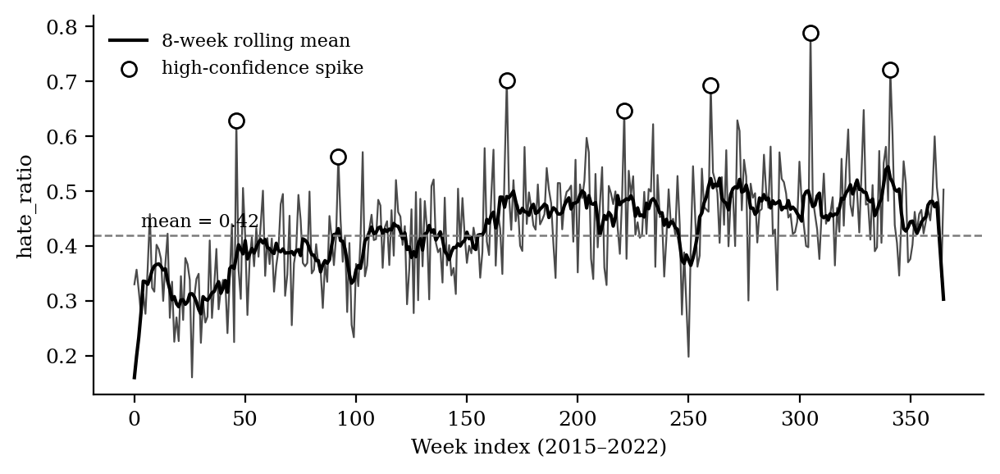 8-week rolling mean
high-confidence spike
mean = 0.42
hate_ratio
0.8
0.7
0.6
0.5
0.4
0.3
0.2
0 50 100 150 200 250 300 350
Week index (2015–2022)